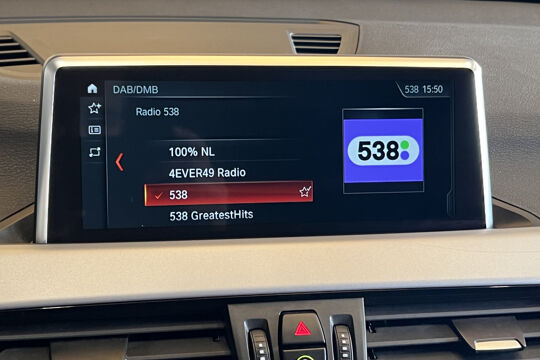 DAB/DMB
538 15:50
Radio 538
100% NL
4EVER49 Radio
538
538 GreatestHits
538